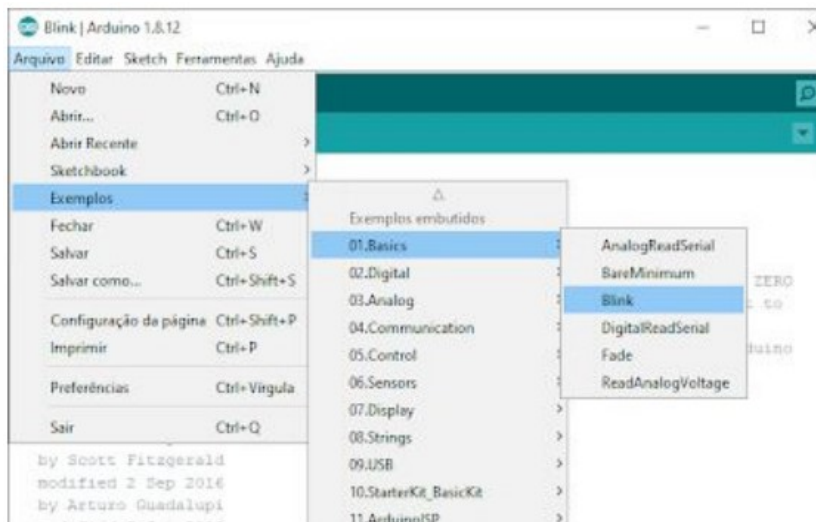 Blink | Arduino 1.8.12
Arquivo Editar Sketch Ferramentas Ajuda
Novo Ctrl+N
Abrir... Ctrl+O
Abrir Recente
Sketchbook
Exemplos
Fechar Ctrl+W
Salvar Ctrl+S
Salvar como... Ctrl+Shift+S
Configuração da página Ctrl+Shift+P
Imprimir Ctrl+P
Preferências Ctrl+Vírgula
Sair Ctrl+Q
Exemplos embutidos
01.Basics
02.Digital
03.Analog
04.Communication
05.Control
06.Sensors
07.Display
08.Strings
09.USB
10.StarterKit_BasicKit
11.ArduinoISP
AnalogReadSerial
BareMinimum
Blink
DigitalReadSerial
Fade
ReadAnalogVoltage
ZERO
to
by Scott Fitzgerald
modified 2 Sep 2016
by Arturo Guadalupi